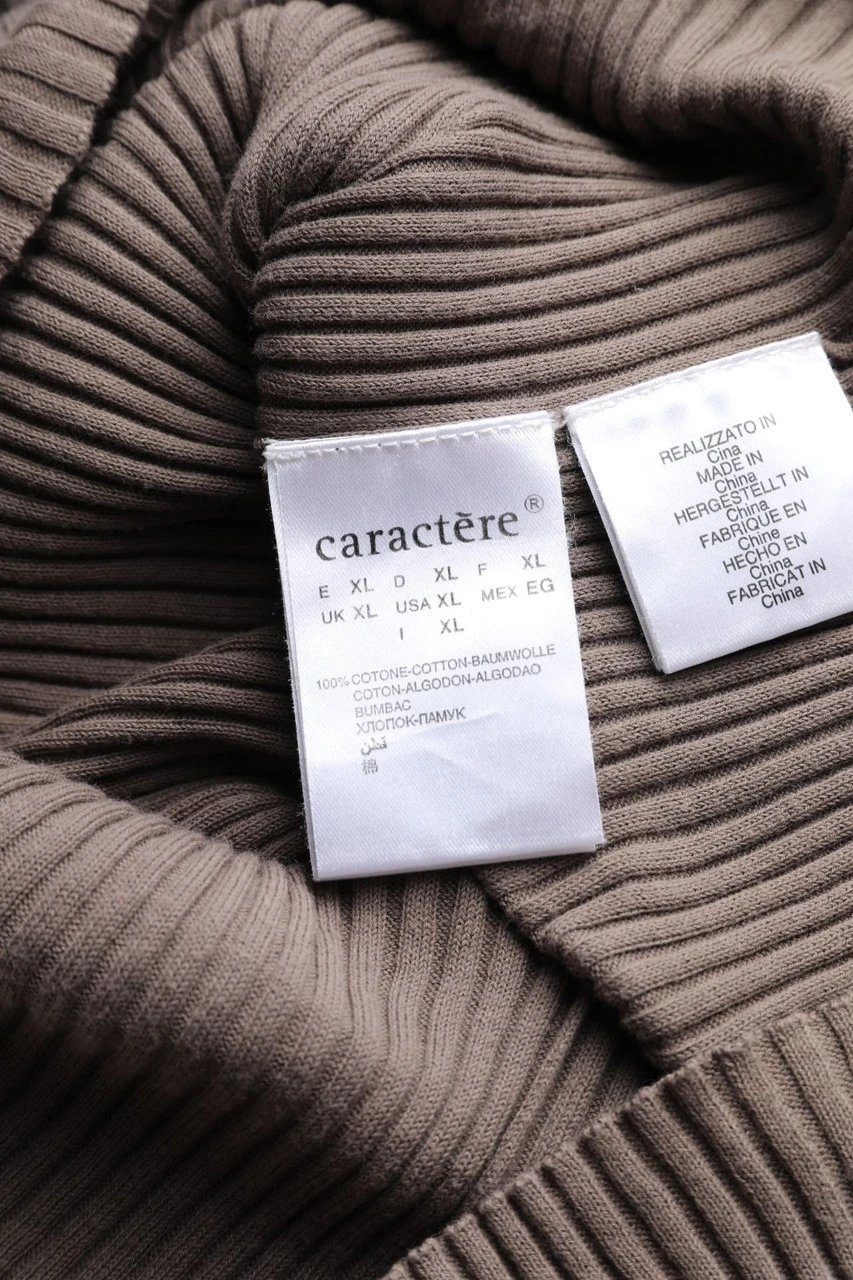 caractère®
E XL D XL F XL
UK XL USA XL MEX EG
I XL
100% COTONE-COTTON-BAUMWOLLE
COTON-ALGODON-ALGODAO
BUMBAC
ХЛОПОК-ПАМУК
قطن
棉
REALIZZATO IN
Cina
MADE IN
China
HERGESTELLT IN
China
FABRIQUE EN
Chine
HECHO EN
China
FABRICAT IN
China